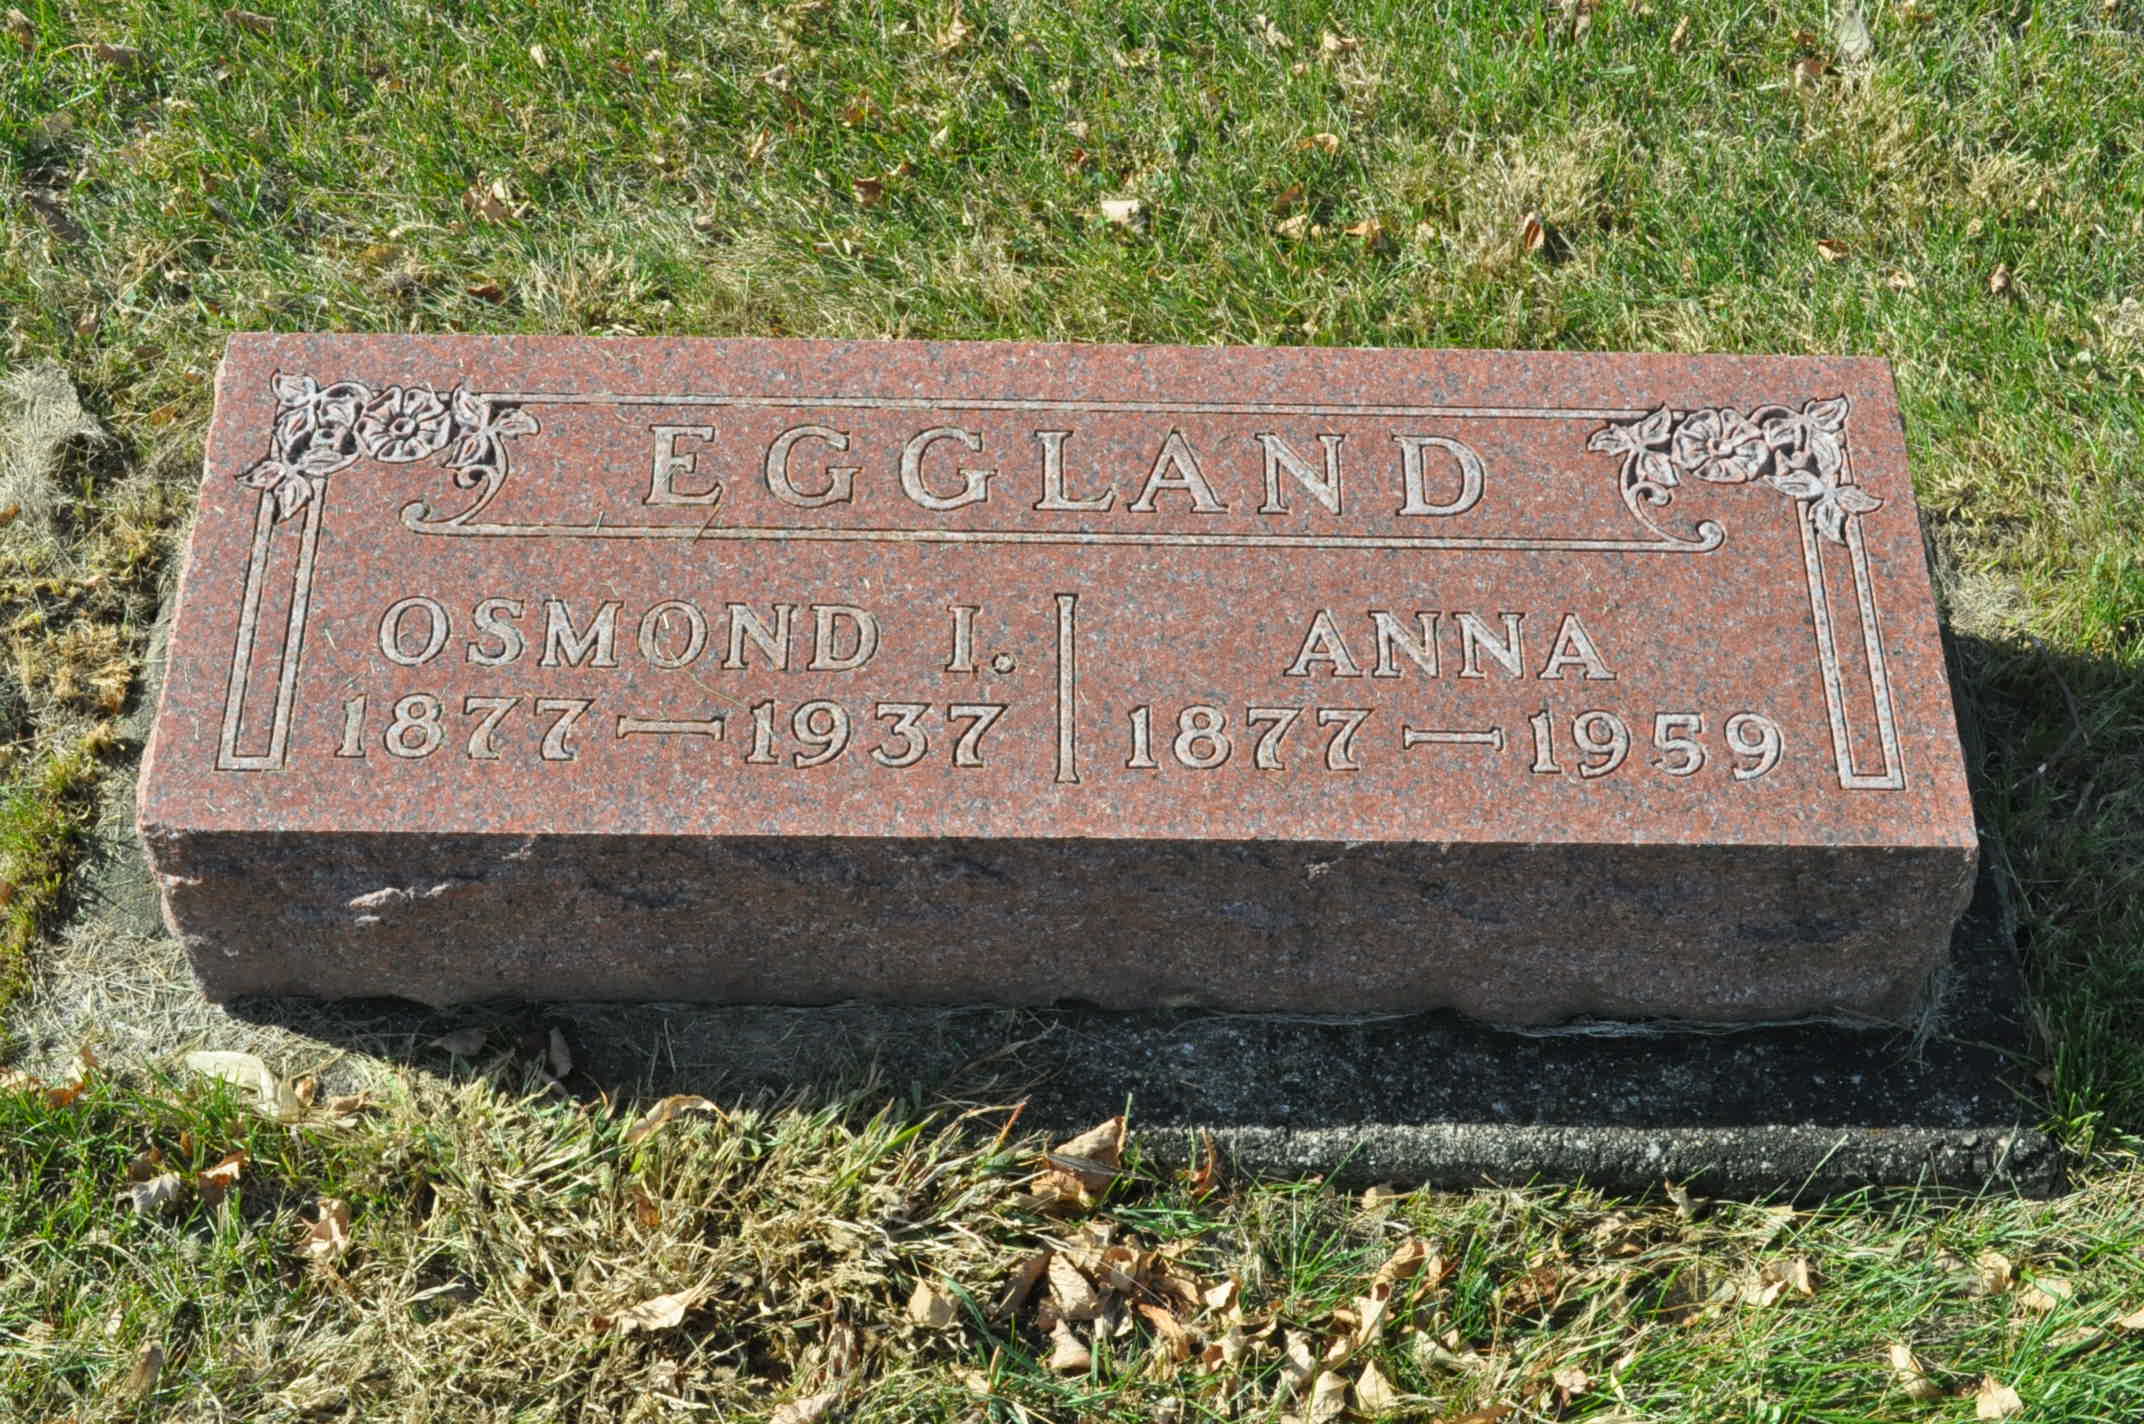 EGGLAND
OSMOND I.
1877—1937
ANNA
1877—1959